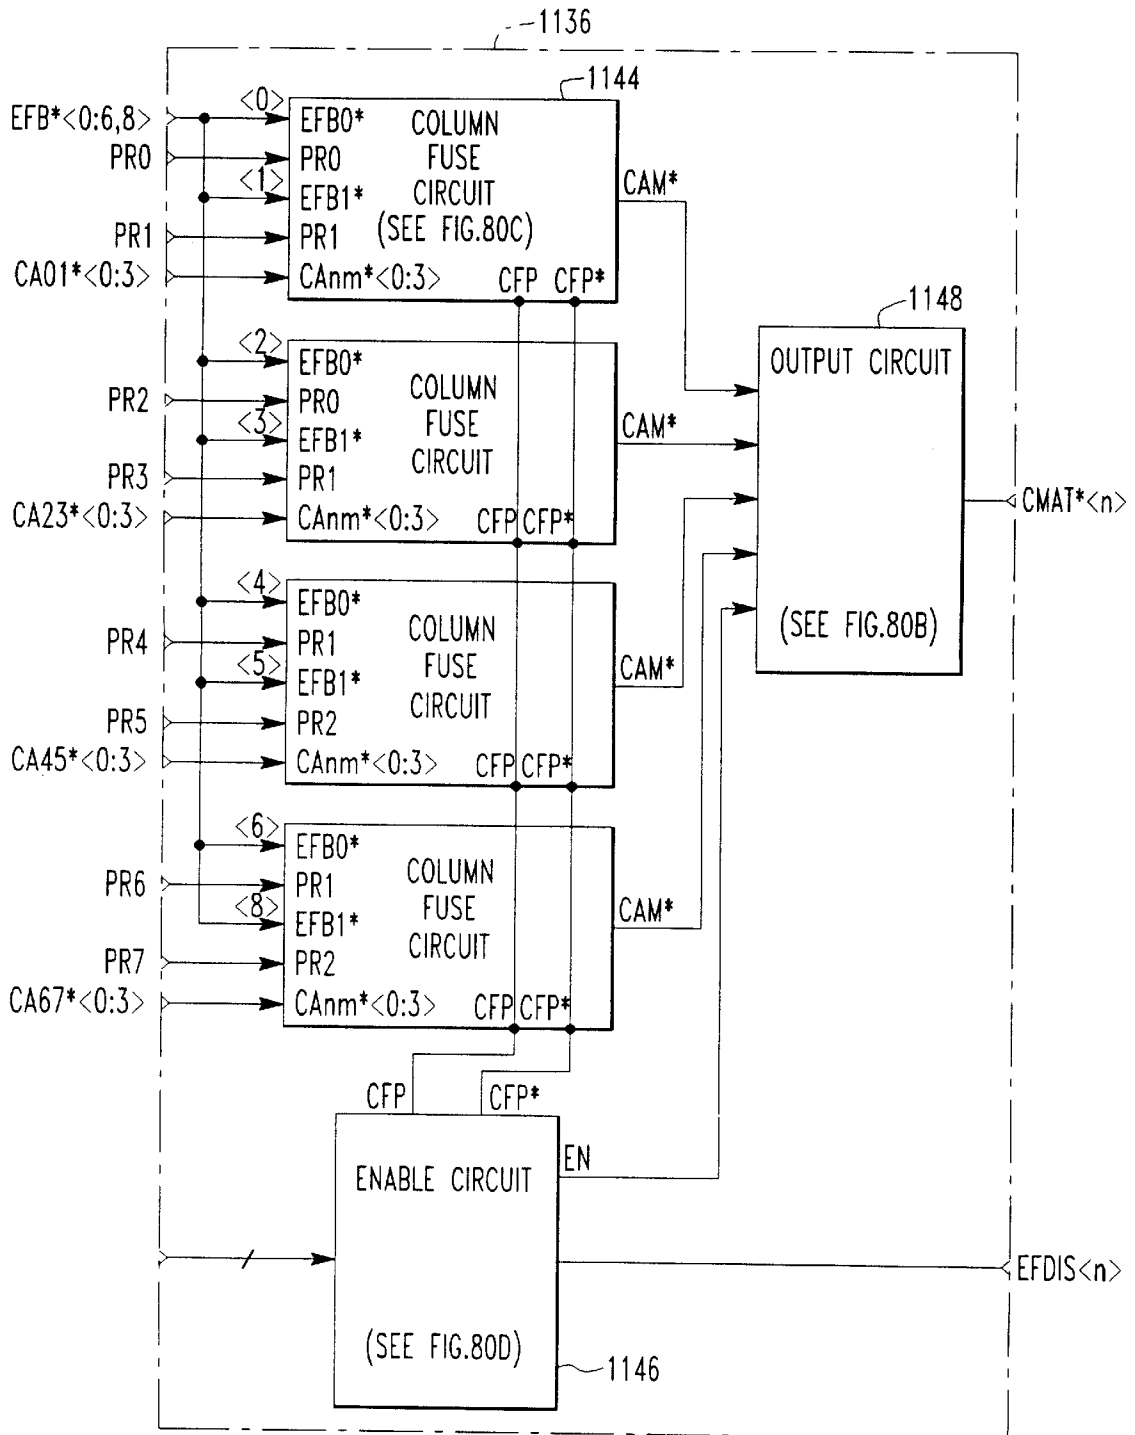 1136
1144
EFB*<0:6,8>
PR0
PR1
CA01*<0:3>
<0>
<1>
EFB0*
PR0
EFB1*
PR1
CAnm*<0:3>
COLUMN
FUSE
CIRCUIT
(SEE FIG.80C)
CFP
CFP*
CAM*
PR2
PR3
CA23*<0:3>
<2>
<3>
EFB0*
PR0
EFB1*
PR1
CAnm*<0:3>
COLUMN
FUSE
CIRCUIT
CFP
CFP*
CAM*
PR4
PR5
CA45*<0:3>
<4>
<5>
EFB0*
PR1
EFB1*
PR2
CAnm*<0:3>
COLUMN
FUSE
CIRCUIT
CFP
CFP*
CAM*
PR6
PR7
CA67*<0:3>
<6>
<8>
EFB0*
PR1
EFB1*
PR2
CAnm*<0:3>
COLUMN
FUSE
CIRCUIT
CFP
CFP*
CAM*
1148
OUTPUT CIRCUIT
(SEE FIG.80B)
CMAT*<n>
CFP
CFP*
ENABLE CIRCUIT
(SEE FIG.80D)
EN
EFDIS<n>
1146